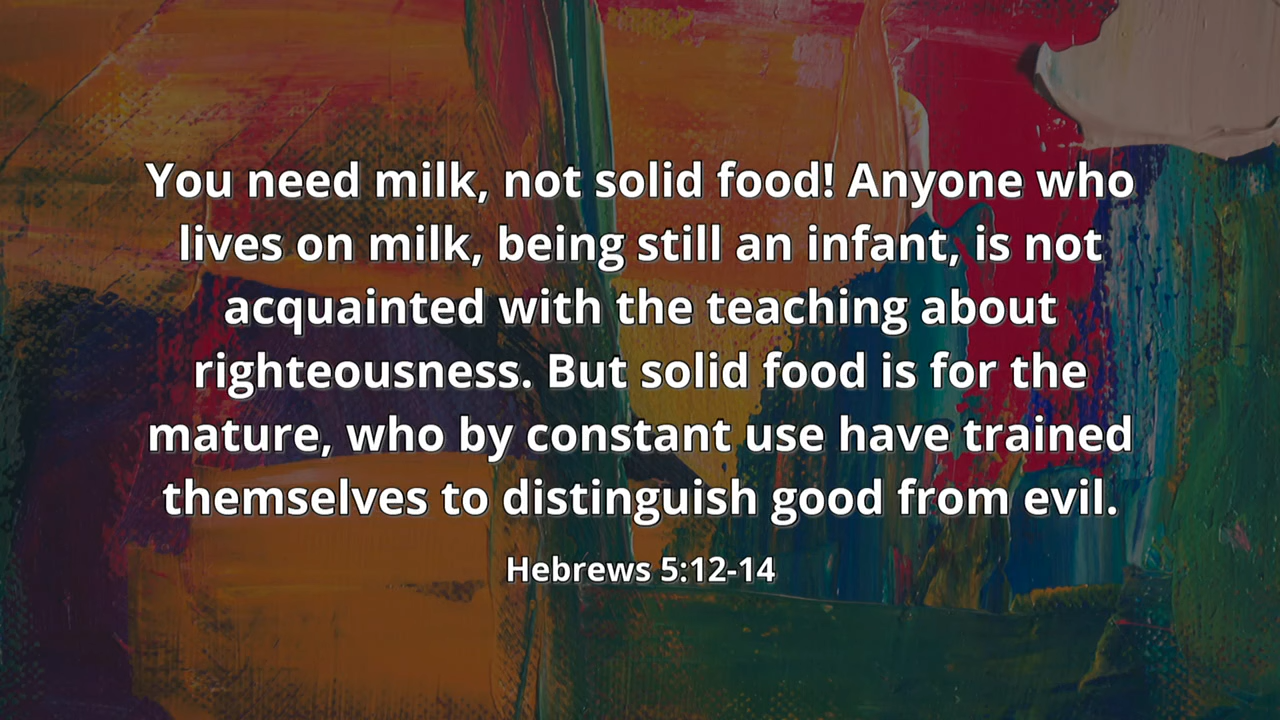 You need milk, not solid food! Anyone who
lives on milk, being still an infant, is not
acquainted with the teaching about
righteousness. But solid food is for the
mature, who by constant use have trained
themselves to distinguish good from evil.
Hebrews 5:12-14